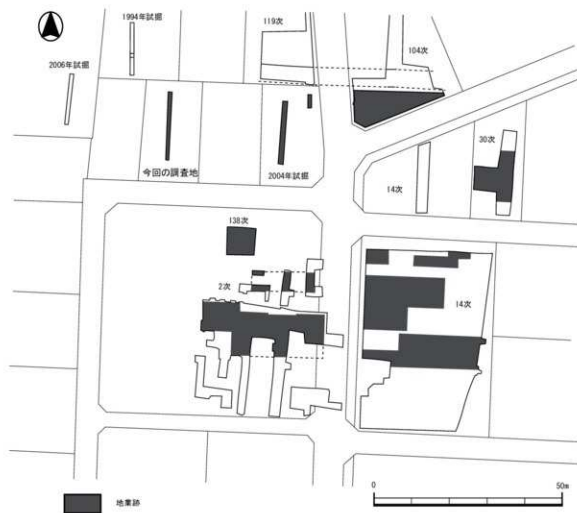 1994年試掘
119次
104次
2006年試掘
30次
今回の調査地
2004年試掘
14次
138次
2次
14次
0
50m
地業跡